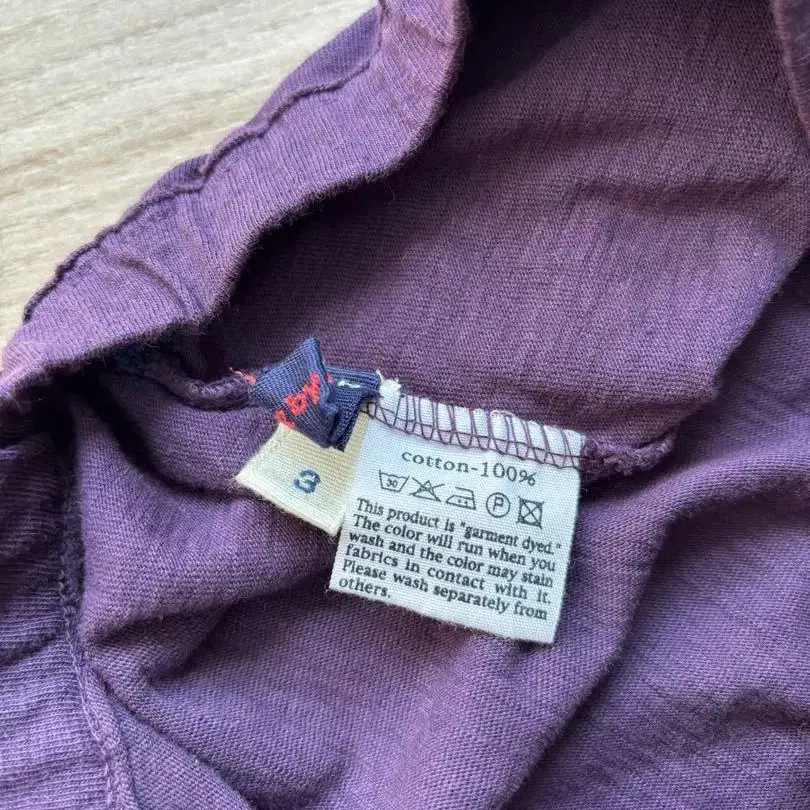 3
cotton-100%
30
P
This product is "garment dyed."
The color will run when you
wash and the color may stain
fabrics in contact with it.
Please wash separately from
others.